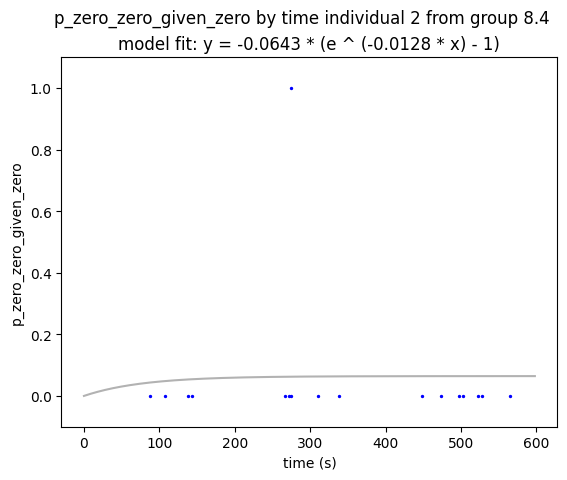 p_zero_zero_given_zero by time individual 2 from group 8.4
model fit: y = -0.0643 * (e ^ (-0.0128 * x) - 1)
1.0
0.8
0.6
0.4
0.2
0.0
p_zero_zero_given_zero
0 100 200 300 400 500 600
time (s)